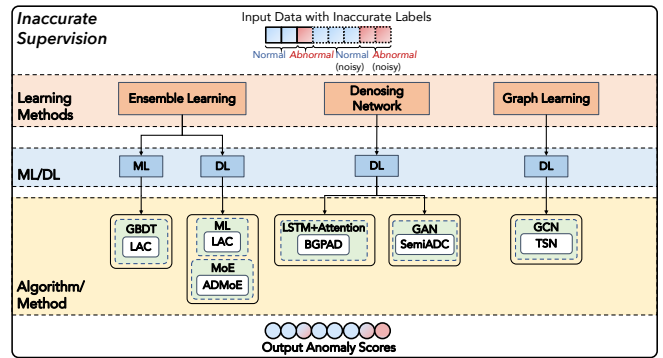 Inaccurate
Supervision
Input Data with Inaccurate Labels
Normal Abnormal Normal Abnormal
(noisy) (noisy)
Learning
Methods
Ensemble Learning
Denosing
Network
Graph Learning
ML/DL
ML
DL
DL
DL
Algorithm/
Method
GBDT
LAC
ML
LAC
MoE
ADMoE
LSTM+Attention
BGPAD
GAN
SemiADC
GCN
TSN
Output Anomaly Scores